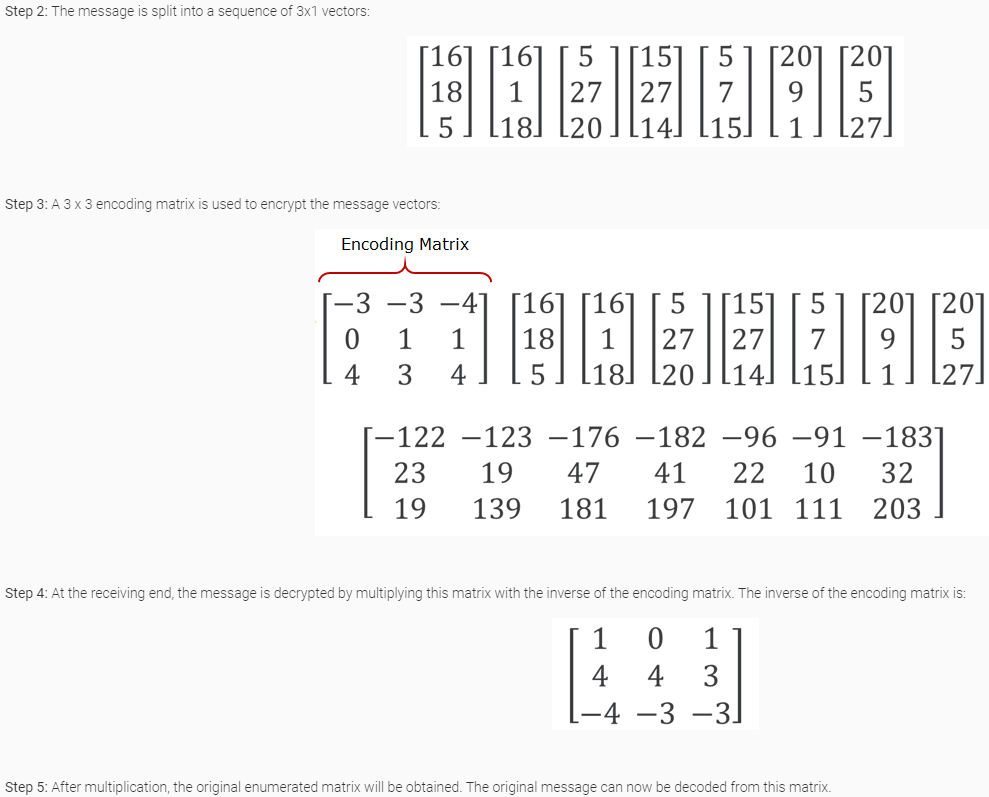 Step 2: The message is split into a sequence of 3x1 vectors:
[16] [16] [5] [15] [5] [20] [20]
[18] [1] [27] [27] [7] [9] [5]
[5] [18] [20] [14] [15] [1] [27]
Step 3: A 3 x 3 encoding matrix is used to encrypt the message vectors:
Encoding Matrix
[−3 −3 −4] [16] [16] [5] [15] [5] [20] [20]
[0 1 1] [18] [1] [27] [27] [7] [9] [5]
[4 3 4] [5] [18] [20] [14] [15] [1] [27]
[−122 −123 −176 −182 −96 −91 −183]
[23 19 47 41 22 10 32]
[19 139 181 197 101 111 203]
Step 4: At the receiving end, the message is decrypted by multiplying this matrix with the inverse of the encoding matrix. The inverse of the encoding matrix is:
[1 0 1]
[4 4 3]
[−4 −3 −3]
Step 5: After multiplication, the original enumerated matrix will be obtained. The original message can now be decoded from this matrix.